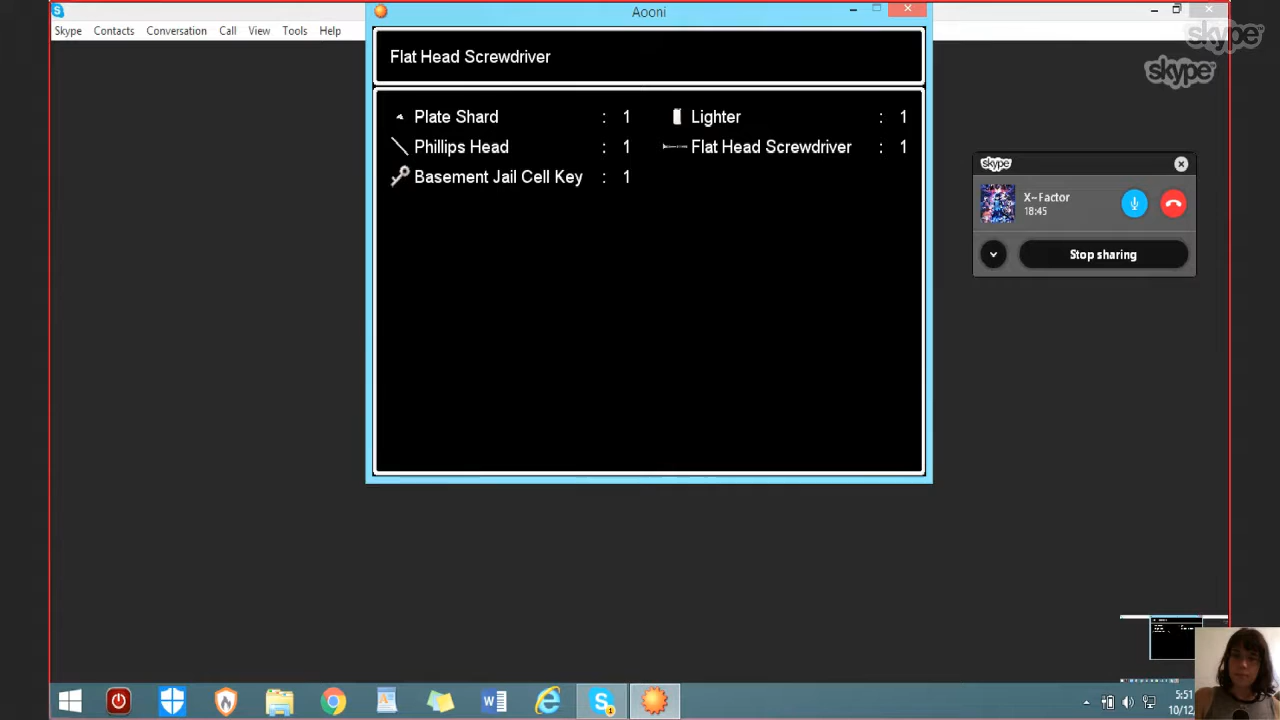 Aooni
skype
skype
Skype Contacts Conversation Call View Tools Help
Flat Head Screwdriver
Plate Shard : 1 Lighter : 1
Phillips Head : 1 Flat Head Screwdriver : 1
Basement Jail Cell Key : 1
skype
X-Factor
18:45
Stop sharing
5:51
10/12